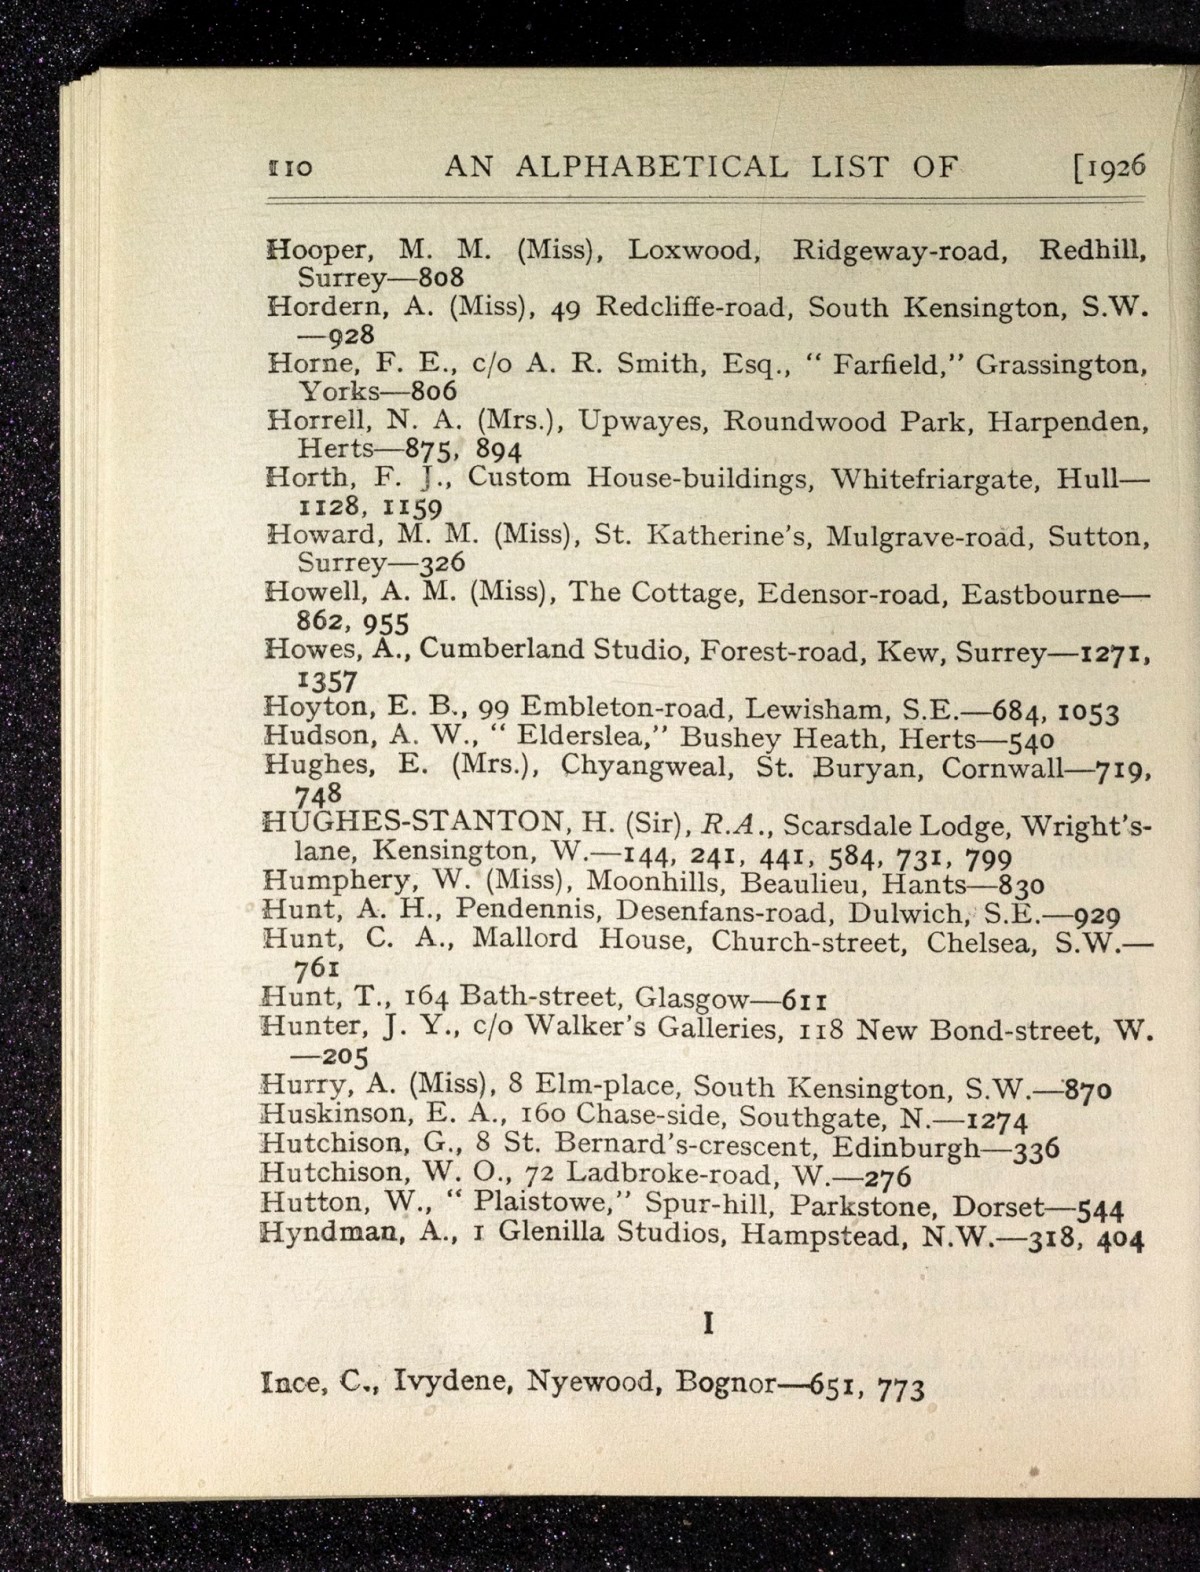 110 AN ALPHABETICAL LIST OF [1926
Hooper, M. M. (Miss), Loxwood, Ridgeway-road, Redhill,
Surrey—808
Hordern, A. (Miss), 49 Redcliffe-road, South Kensington, S.W.
—928
Horne, F. E., c/o A. R. Smith, Esq., “ Farfield,” Grassington,
Yorks—806
Horrell, N. A. (Mrs.), Upwayes, Roundwood Park, Harpenden,
Herts—875, 894
Horth, F. J., Custom House-buildings, Whitefriargate, Hull—
1128, 1159
Howard, M. M. (Miss), St. Katherine's, Mulgrave-road, Sutton,
Surrey—326
Howell, A. M. (Miss), The Cottage, Edensor-road, Eastbourne—
862, 955
Howes, A., Cumberland Studio, Forest-road, Kew, Surrey—1271,
1357
Hoyton, E. B., 99 Embleton-road, Lewisham, S.E.—684, 1053
Hudson, A. W., “ Elderslea,” Bushey Heath, Herts—540
Hughes, E. (Mrs.), Chyangweal, St. Buryan, Cornwall—719,
748
HUGHES-STANTON, H. (Sir), R.A., Scarsdale Lodge, Wright's-
lane, Kensington, W.—144, 241, 441, 584, 731, 799
Humphery, W. (Miss), Moonhills, Beaulieu, Hants—830
Hunt, A. H., Pendennis, Desenfans-road, Dulwich, S.E.—929
Hunt, C. A., Mallord House, Church-street, Chelsea, S.W.—
761
Hunt, T., 164 Bath-street, Glasgow—611
Hunter, J. Y., c/o Walker's Galleries, 118 New Bond-street, W.
—205
Hurry, A. (Miss), 8 Elm-place, South Kensington, S.W.—870
Huskinson, E. A., 160 Chase-side, Southgate, N.—1274
Hutchison, G., 8 St. Bernard's-crescent, Edinburgh—336
Hutchison, W. O., 72 Ladbroke-road, W.—276
Hutton, W., “ Plaistowe,” Spur-hill, Parkstone, Dorset—544
Hyndman, A., 1 Glenilla Studios, Hampstead, N.W.—318, 404
I
Ince, C., Ivydene, Nyewood, Bognor—651, 773